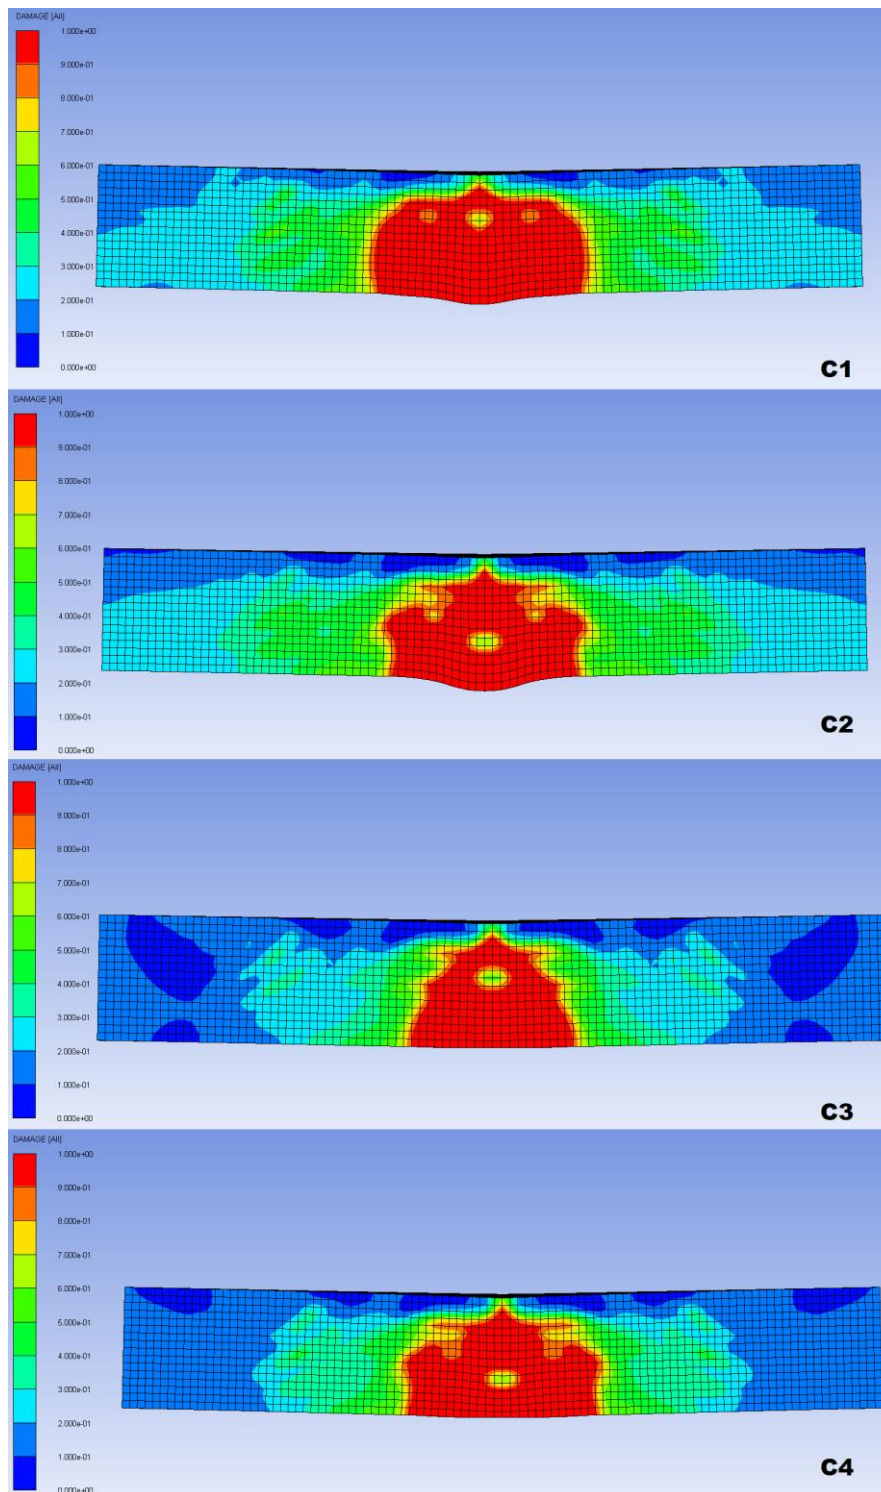 DAMAGE [All]
1.000e+00
9.000e-01
8.000e-01
7.000e-01
6.000e-01
5.000e-01
4.000e-01
3.000e-01
2.000e-01
1.000e-01
0.000e+00
C1
DAMAGE [All]
1.000e+00
9.000e-01
8.000e-01
7.000e-01
6.000e-01
5.000e-01
4.000e-01
3.000e-01
2.000e-01
1.000e-01
0.000e+00
C2
DAMAGE [All]
1.000e+00
9.000e-01
8.000e-01
7.000e-01
6.000e-01
5.000e-01
4.000e-01
3.000e-01
2.000e-01
1.000e-01
0.000e+00
C3
DAMAGE [All]
1.000e+00
9.000e-01
8.000e-01
7.000e-01
6.000e-01
5.000e-01
4.000e-01
3.000e-01
2.000e-01
1.000e-01
0.000e+00
C4